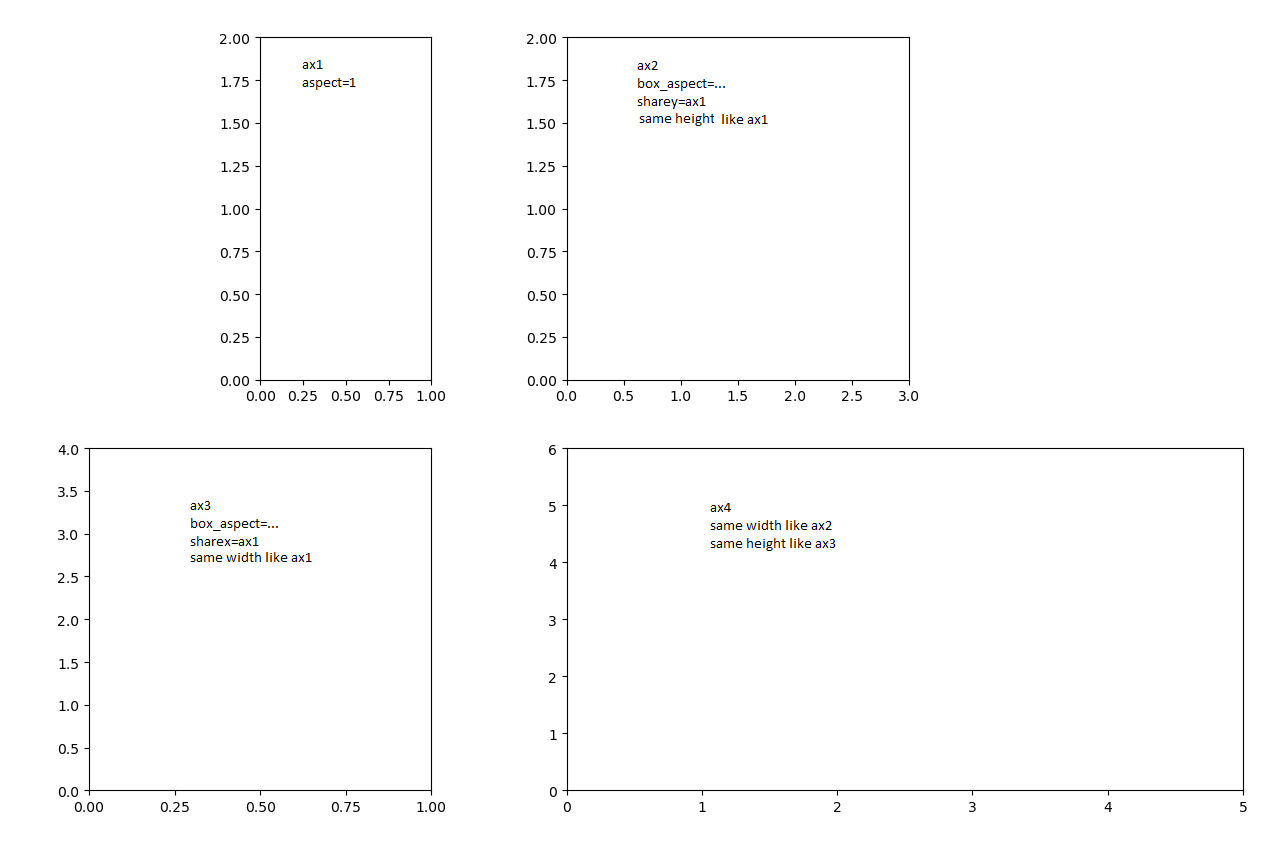 2.00
1.75
1.50
1.25
1.00
0.75
0.50
0.25
0.00
0.00 0.25 0.50 0.75 1.00
ax1
aspect=1
2.00
1.75
1.50
1.25
1.00
0.75
0.50
0.25
0.00
0.0 0.5 1.0 1.5 2.0 2.5 3.0
ax2
box_aspect=...
sharey=ax1
same height like ax1
4.0
3.5
3.0
2.5
2.0
1.5
1.0
0.5
0.0
0.00 0.25 0.50 0.75 1.00
ax3
box_aspect=...
sharex=ax1
same width like ax1
6
5
4
3
2
1
0
0 1 2 3 4 5
ax4
same width like ax2
same height like ax3